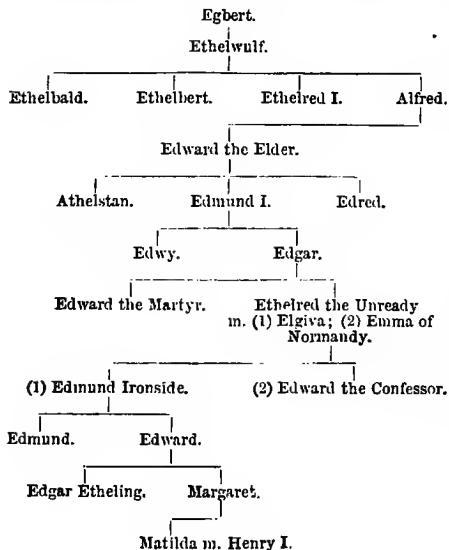 Egbert.
Ethelwulf.
Ethelbald. Ethelbert. Ethelred I. Alfred.
Edward the Elder.
Athelstan. Edmund I. Edred.
Edwy. Edgar.
Edward the Martyr. Ethelred the Unready
m. (1) Elgiva; (2) Emma of
Normandy.
(1) Edmund Ironside. (2) Edward the Confessor.
Edmund. Edward.
Edgar Etheling. Margaret.
Matilda m. Henry I.